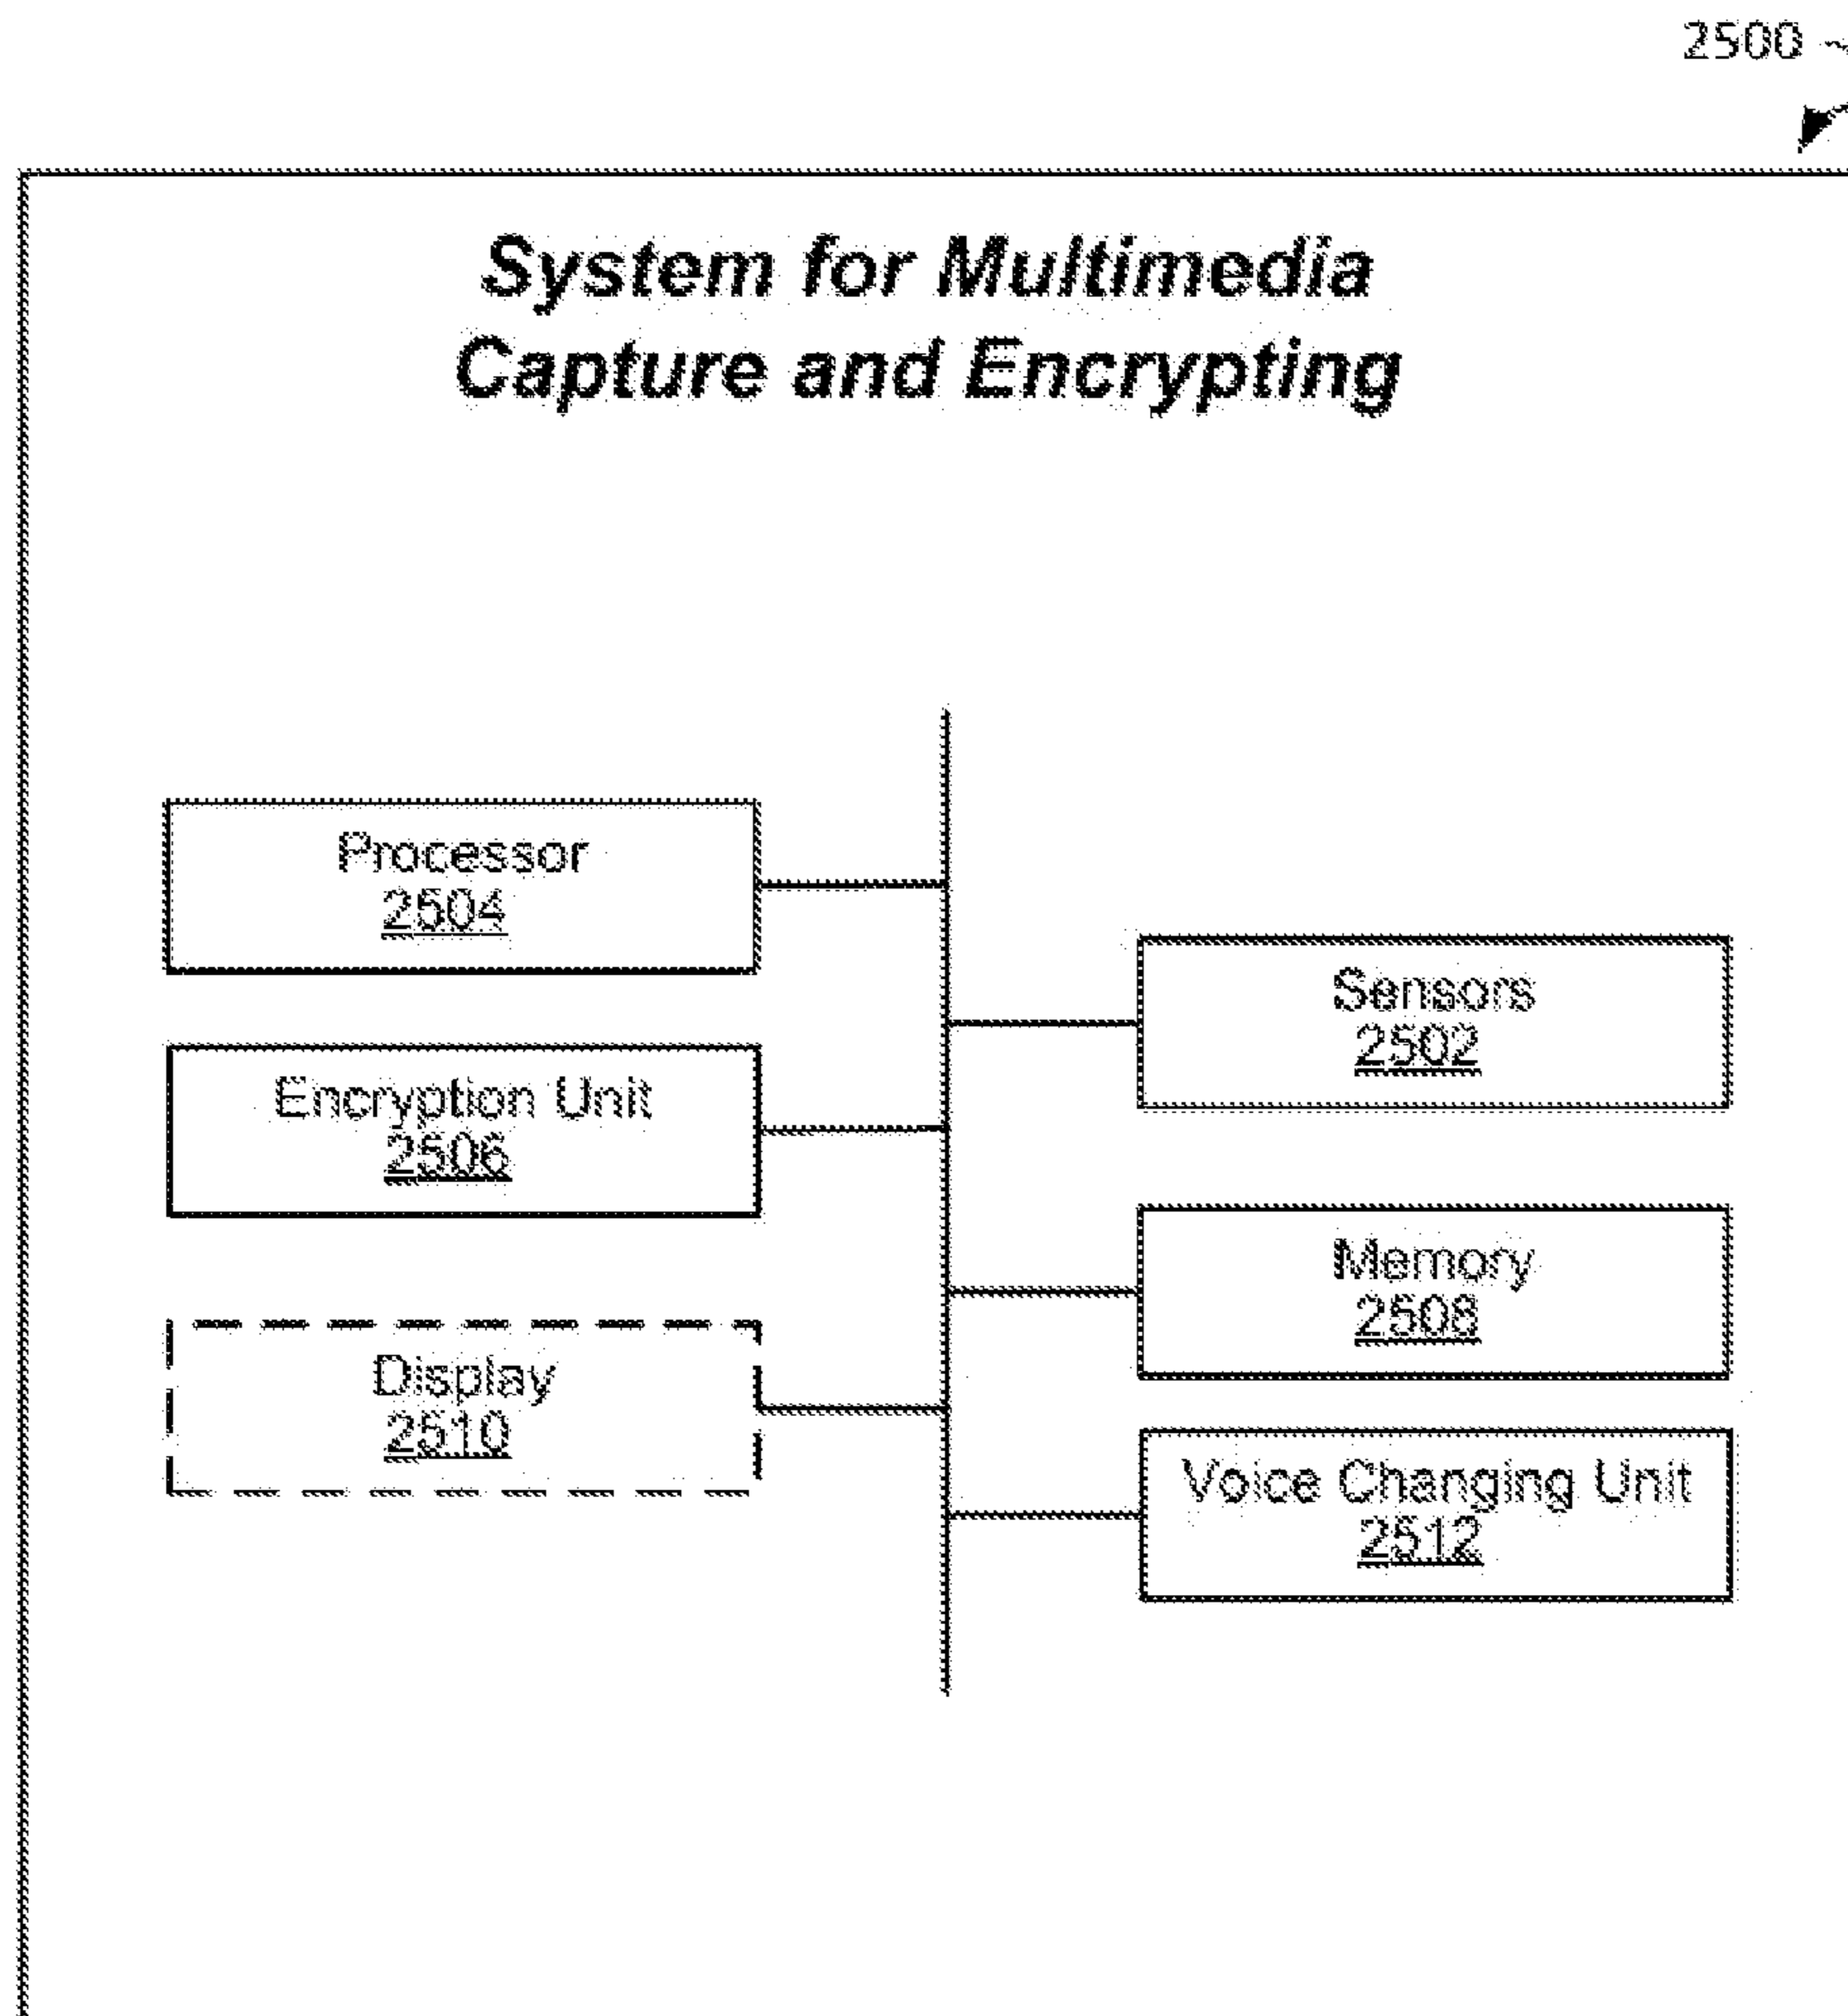 2500
System for Multimedia
Capture and Encrypting
Processor
2504
Sensors
2502
Encryption Unit
2506
Memory
2508
Display
2510
Voice Changing Unit
2512